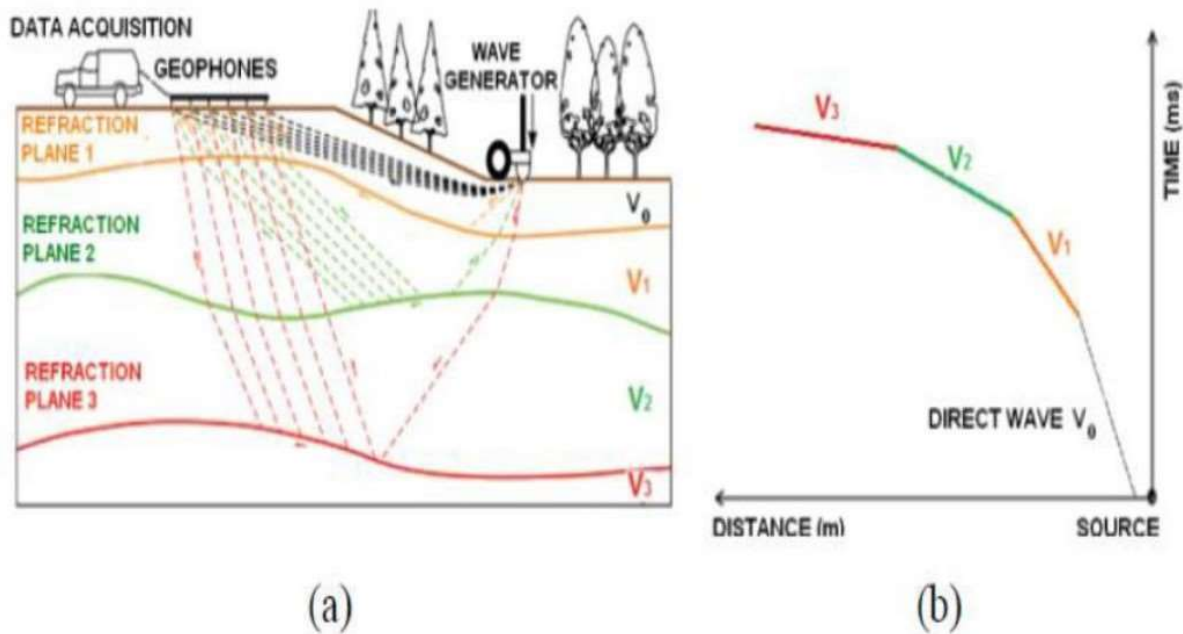 DATA ACQUISITION
GEOPHONES
WAVE
GENERATOR
REFRACTION
PLANE 1
V₀
REFRACTION
PLANE 2
V₁
REFRACTION
PLANE 3
V₂
V₃
(a)
TIME (ms)
V₃
V₂
V₁
DIRECT WAVE V₀
DISTANCE (m)
SOURCE
(b)